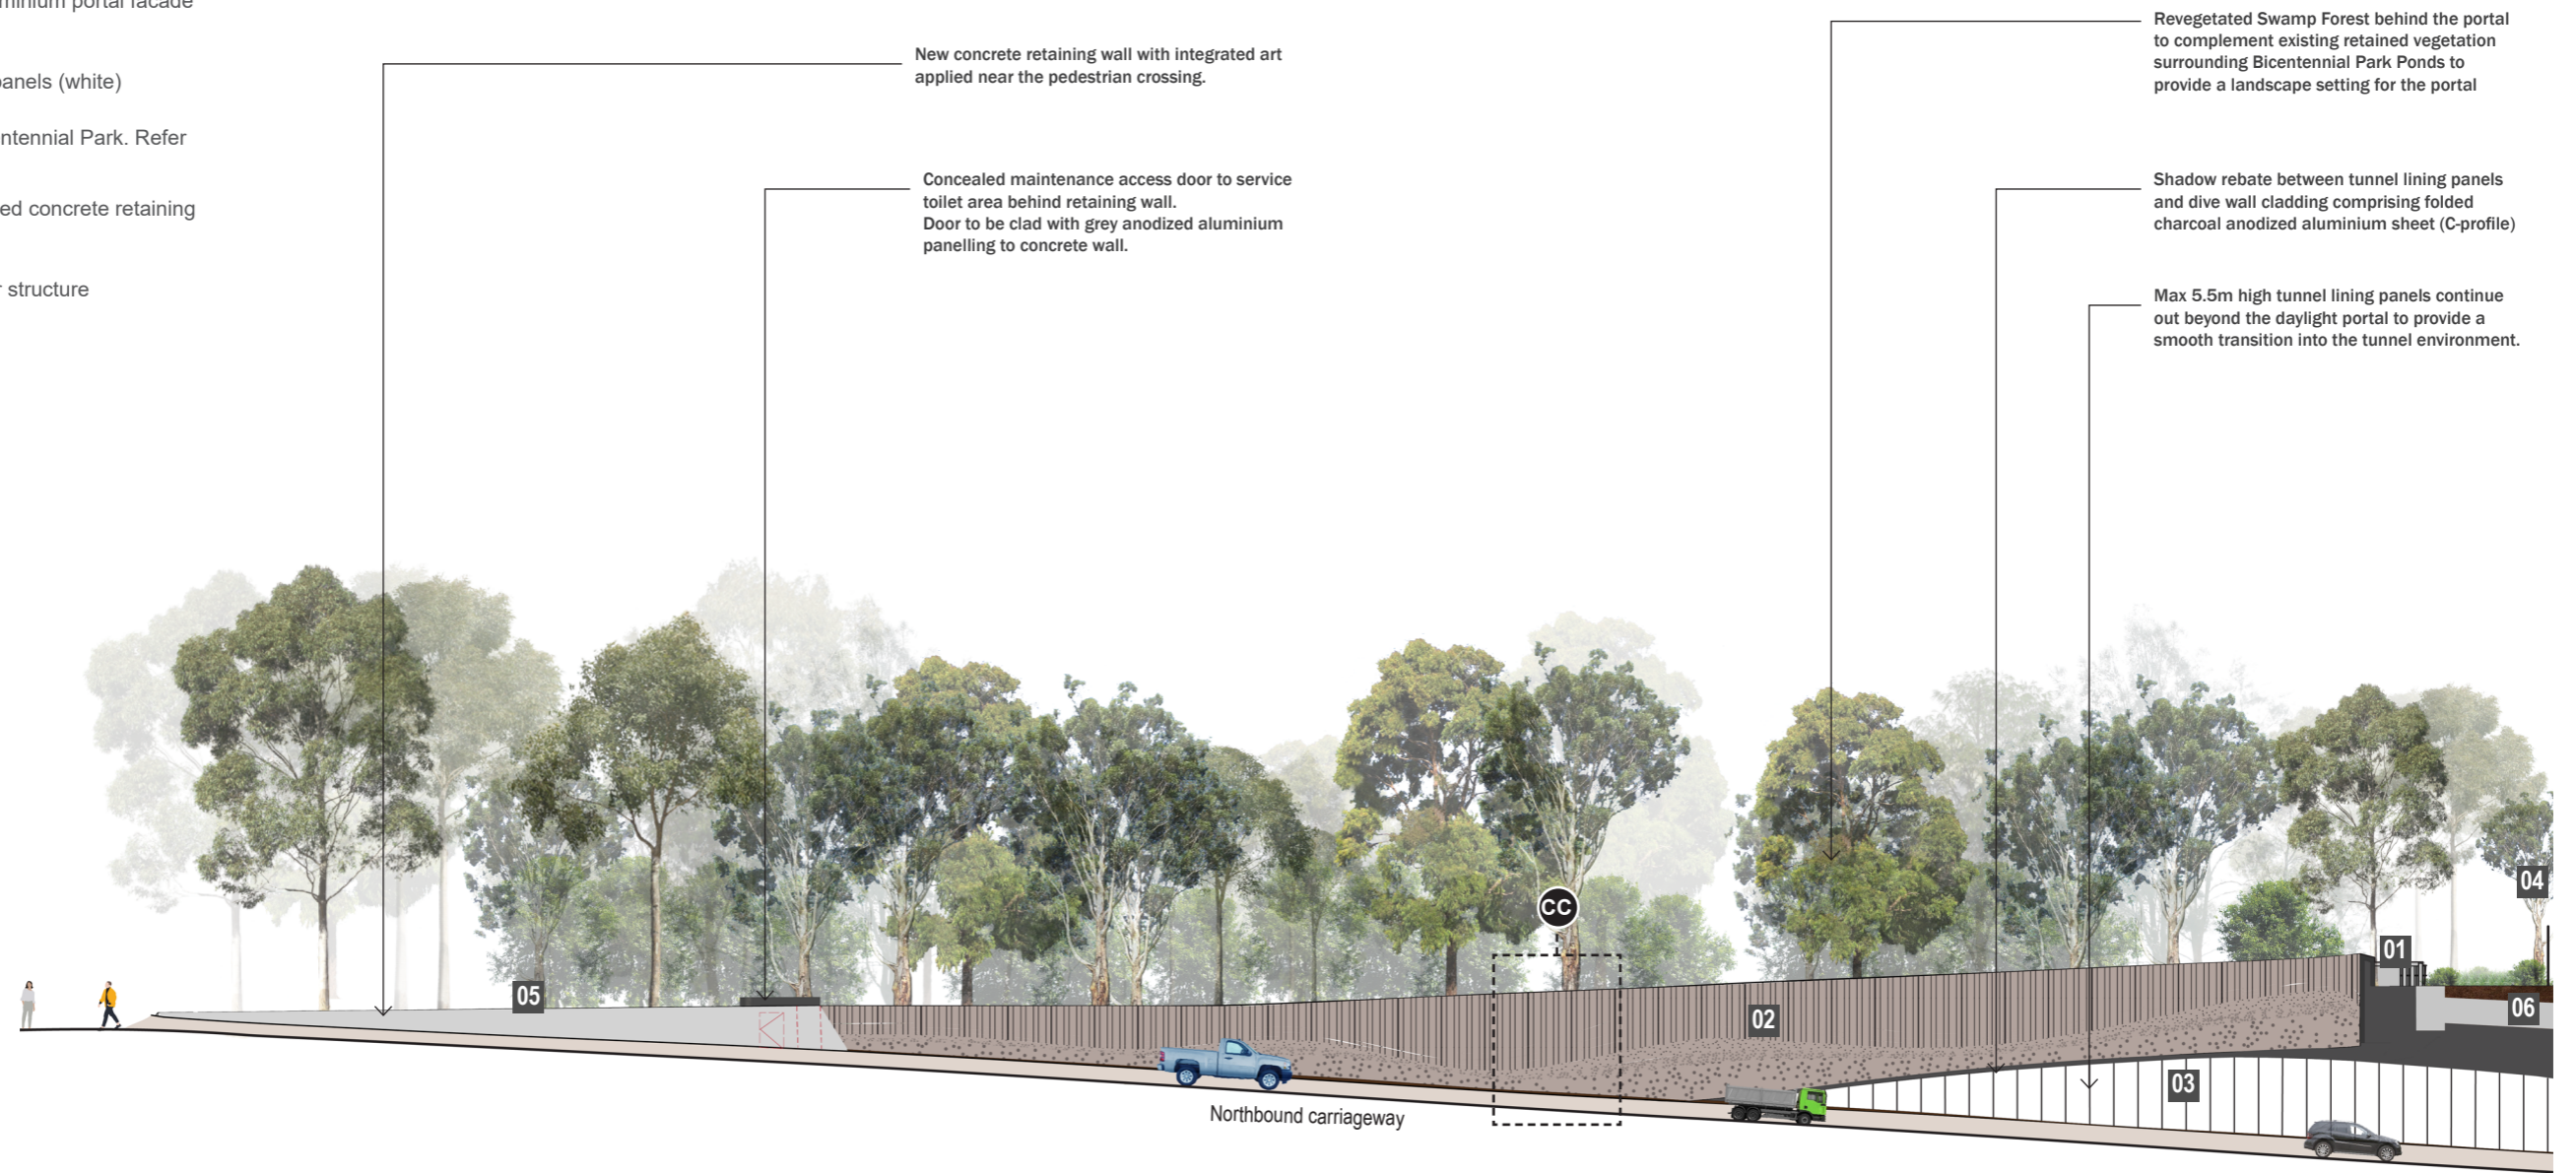 aluminium portal facade
panels (white)
Centennial Park. Refer
ed concrete retaining
structure
New concrete retaining wall with integrated art
applied near the pedestrian crossing.
Concealed maintenance access door to service
toilet area behind retaining wall.
Door to be clad with grey anodized aluminium
panelling to concrete wall.
Revegetated Swamp Forest behind the portal
to complement existing retained vegetation
surrounding Bicentennial Park Ponds to
provide a landscape setting for the portal
Shadow rebate between tunnel lining panels
and dive wall cladding comprising folded
charcoal anodized aluminium sheet (C-profile)
Max 5.5m high tunnel lining panels continue
out beyond the daylight portal to provide a
smooth transition into the tunnel environment.
CC
04
01
05
06
02
03
Northbound carriageway